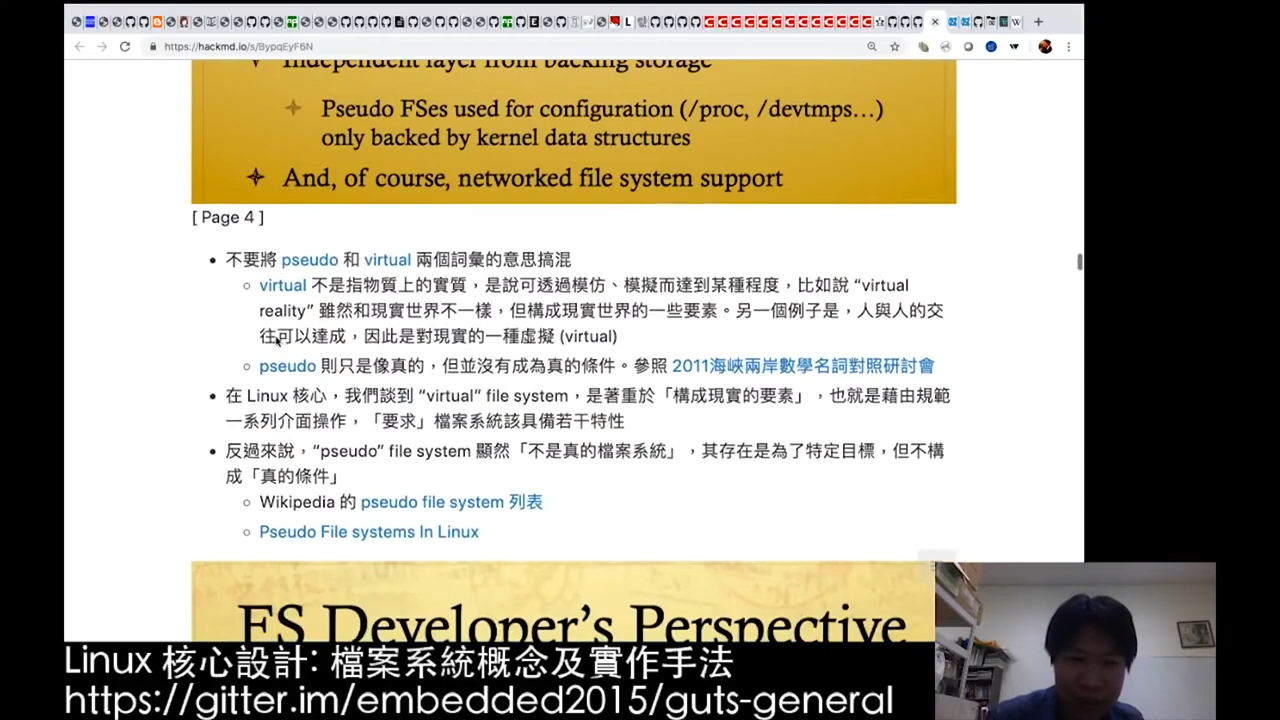 https://hackmd.io/s/BypqEyF6N
Independent layer from backing storage
Pseudo FSes used for configuration (/proc, /devtmps…)
only backed by kernel data structures
And, of course, networked file system support
[ Page 4 ]
不要將 pseudo 和 virtual 兩個詞彙的意思搞混
virtual 不是指物質上的實質，是說可透過模仿、模擬而達到某種程度，比如說 “virtual
reality” 雖然和現實世界不一樣，但構成現實世界的一些要素。另一個例子是，人與人的交
往可以達成，因此是對現實的一種虛擬 (virtual)
pseudo 則只是像真的，但並沒有成為真的條件。參照 2011海峽兩岸數學名詞對照研討會
在 Linux 核心，我們談到 “virtual” file system，是著重於「構成現實的要素」，也就是藉由規範
一系列介面操作，「要求」檔案系統該具備若干特性
反過來說，“pseudo” file system 顯然「不是真的檔案系統」，其存在是為了特定目標，但不構
成「真的條件」
Wikipedia 的 pseudo file system 列表
Pseudo File systems In Linux
FS Developer’s Perspective
Linux 核心設計: 檔案系統概念及實作手法
https://gitter.im/embedded2015/guts-general